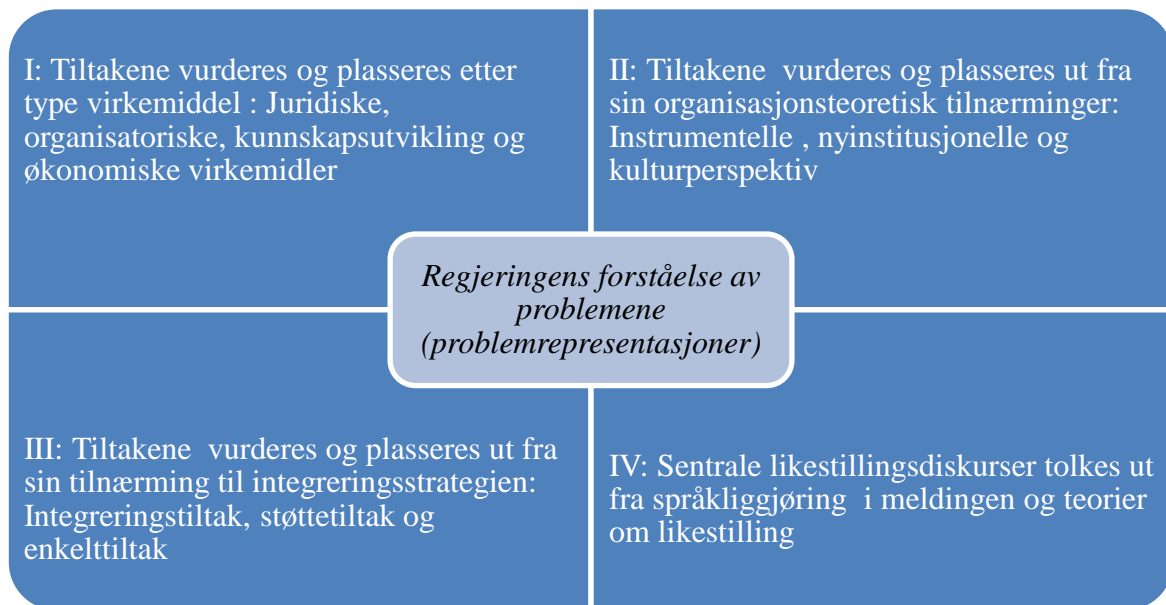 I: Tiltakene vurderes og plasseres etter
type virkemiddel : Juridiske,
organisatoriske, kunnskapsutvikling og
økonomiske virkemidler
II: Tiltakene vurderes og plasseres ut fra
sin organisasjonsteoretisk tilnærminger:
Instrumentelle , nyinstitusjonelle og
kulturperspektiv
Regjeringens forståelse av
problemene
(problemrepresentasjoner)
III: Tiltakene vurderes og plasseres ut fra
sin tilnærming til integreringsstrategien:
Integreringstiltak, støttetiltak og
enkelttiltak
IV: Sentrale likestillingsdiskurser tolkes ut
fra språkliggjøring i meldingen og teorier
om likestilling